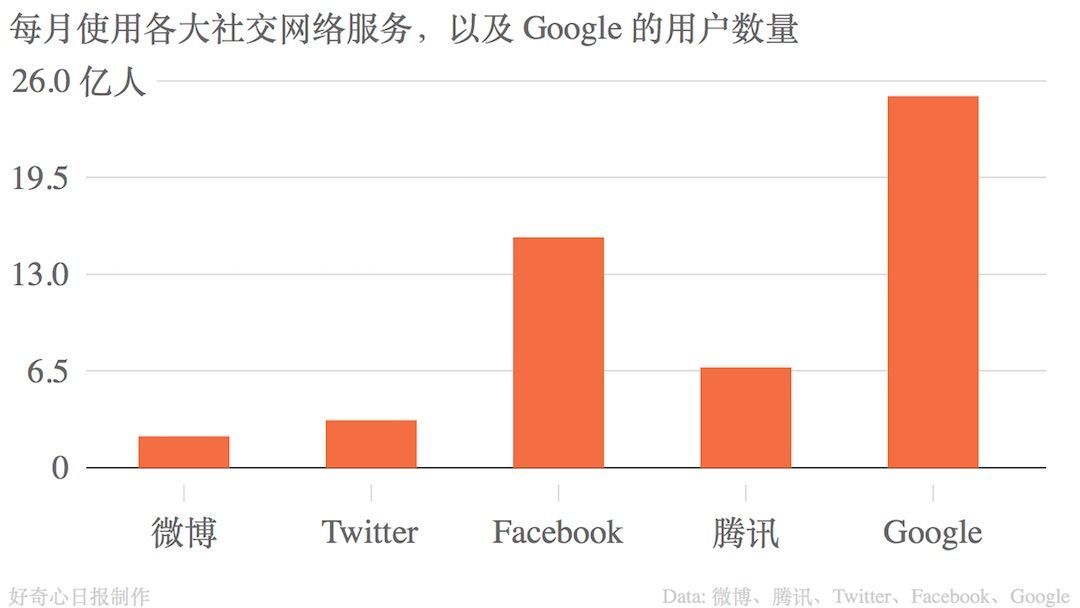 每月使用各大社交网络服务，以及 Google 的用户数量
26.0 亿人
19.5
13.0
6.5
0
微博 Twitter Facebook 腾讯 Google
好奇心日报制作 Data: 微博、腾讯、Twitter、Facebook、Google